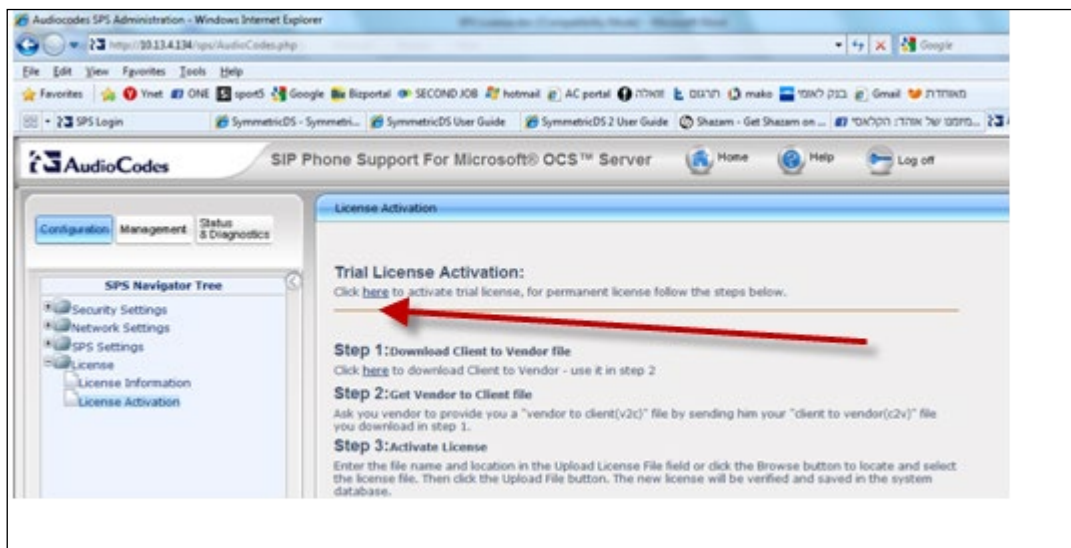 Audiocodes SPS Administration - Windows Internet Explorer
http://10.13.4.134/sps/AudioCodes.php
Google
File Edit View Favorites Tools Help
Favorites Ynet ONE sport5 Google Bizportal SECOND JOB hotmail AC portal וואלה תרגום mako בנק לאומי Gmail מאוחדת
SPS Login SymmetricDS - Symmetri... SymmetricDS User Guide SymmetricDS 2 User Guide Shazam - Get Shazam on ...
AudioCodes
SIP Phone Support For Microsoft® OCS™ Server
Home Help Log off
License Activation
Configuration Management Status & Diagnostics
SPS Navigator Tree
Security Settings
Network Settings
SPS Settings
License
License Information
License Activation
Trial License Activation:
Click here to activate trial license, for permanent license follow the steps below.
Step 1:Download Client to Vendor file
Click here to download Client to Vendor - use it in step 2
Step 2:Get Vendor to Client file
Ask you vendor to provide you a "vendor to client(v2c)" file by sending him your "client to vendor(c2v)" file
you download in step 1.
Step 3:Activate License
Enter the file name and location in the Upload License File field or click the Browse button to locate and select
the license file. Then click the Upload File button. The new license will be verified and saved in the system
database.